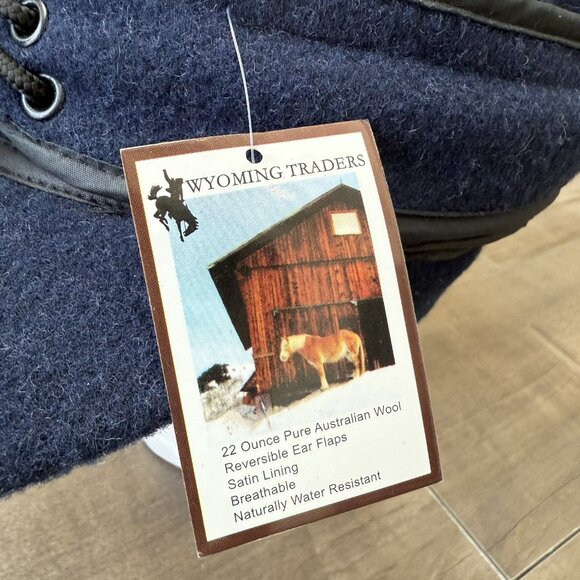 WYOMING TRADERS
22 Ounce Pure Australian Wool
Reversible Ear Flaps
Satin Lining
Breathable
Naturally Water Resistant